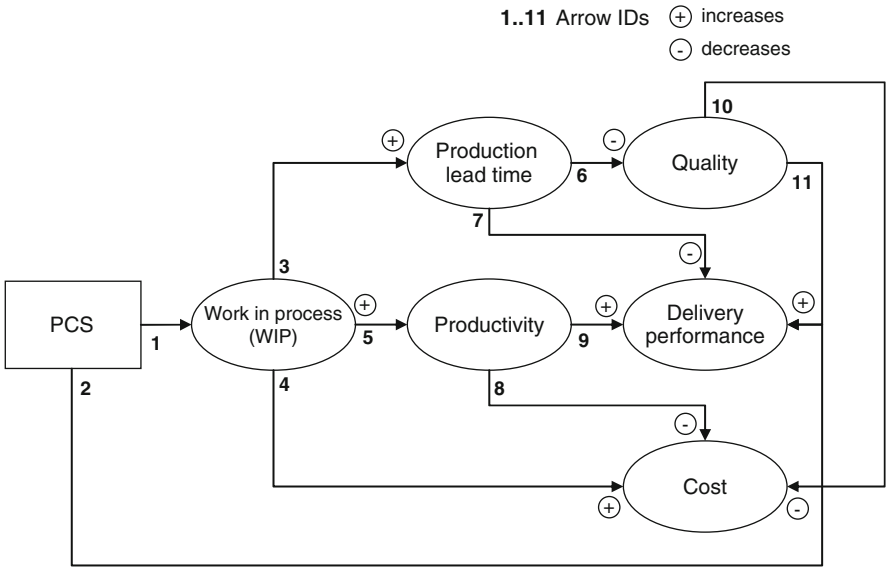 1..11 Arrow IDs + increases
- decreases
10
+
Production
lead time
-
6
Quality
11
7
-
3
PCS
1
Work in process
(WIP)
+
5
Productivity
+
9
Delivery
performance
+
2
4
8
-
Cost
+
-